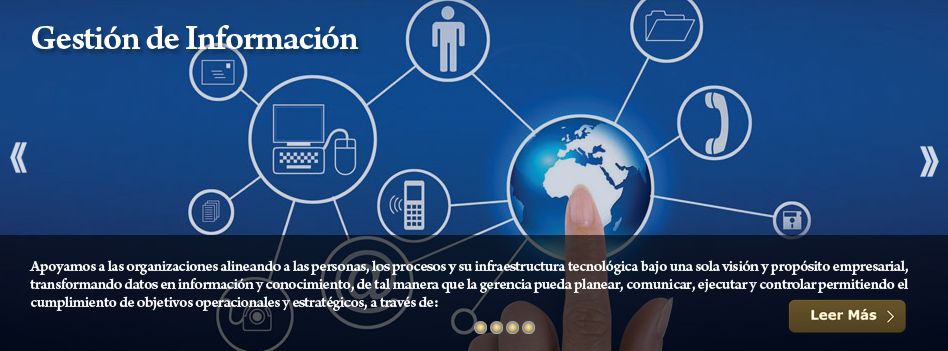 Gestión de Información
Apoyamos a las organizaciones alineando a las personas, los procesos y su infraestructura tecnológica bajo una sola visión y propósito empresarial,
transformando datos en información y conocimiento, de tal manera que la gerencia pueda planear, comunicar, ejecutar y controlar permitiendo el
cumplimiento de objetivos operacionales y estratégicos, a través de:
Leer Más